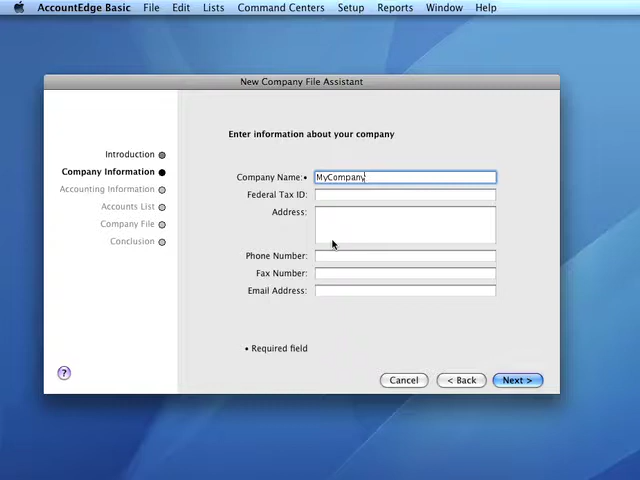 AccountEdge Basic File Edit Lists Command Centers Setup Reports Window Help
New Company File Assistant
Enter information about your company
Introduction
Company Information
Accounting Information
Accounts List
Company File
Conclusion
Company Name:• MyCompany
Federal Tax ID:
Address:
Phone Number:
Fax Number:
Email Address:
• Required field
?
Cancel
< Back
Next >